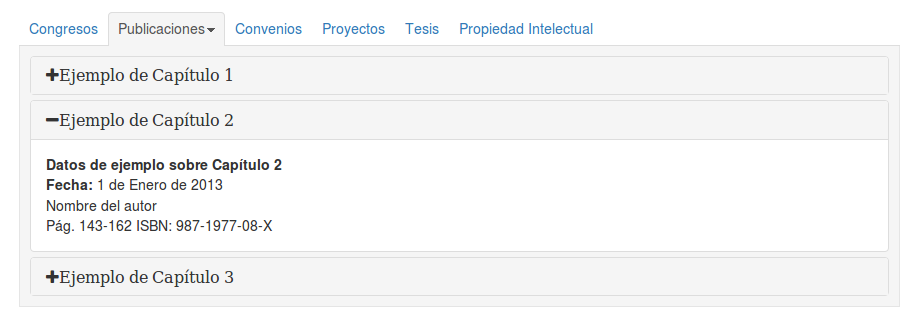 Congresos Publicaciones Convenios Proyectos Tesis Propiedad Intelectual
Ejemplo de Capítulo 1
Ejemplo de Capítulo 2
Datos de ejemplo sobre Capítulo 2
Fecha: 1 de Enero de 2013
Nombre del autor
Pág. 143-162 ISBN: 987-1977-08-X
Ejemplo de Capítulo 3